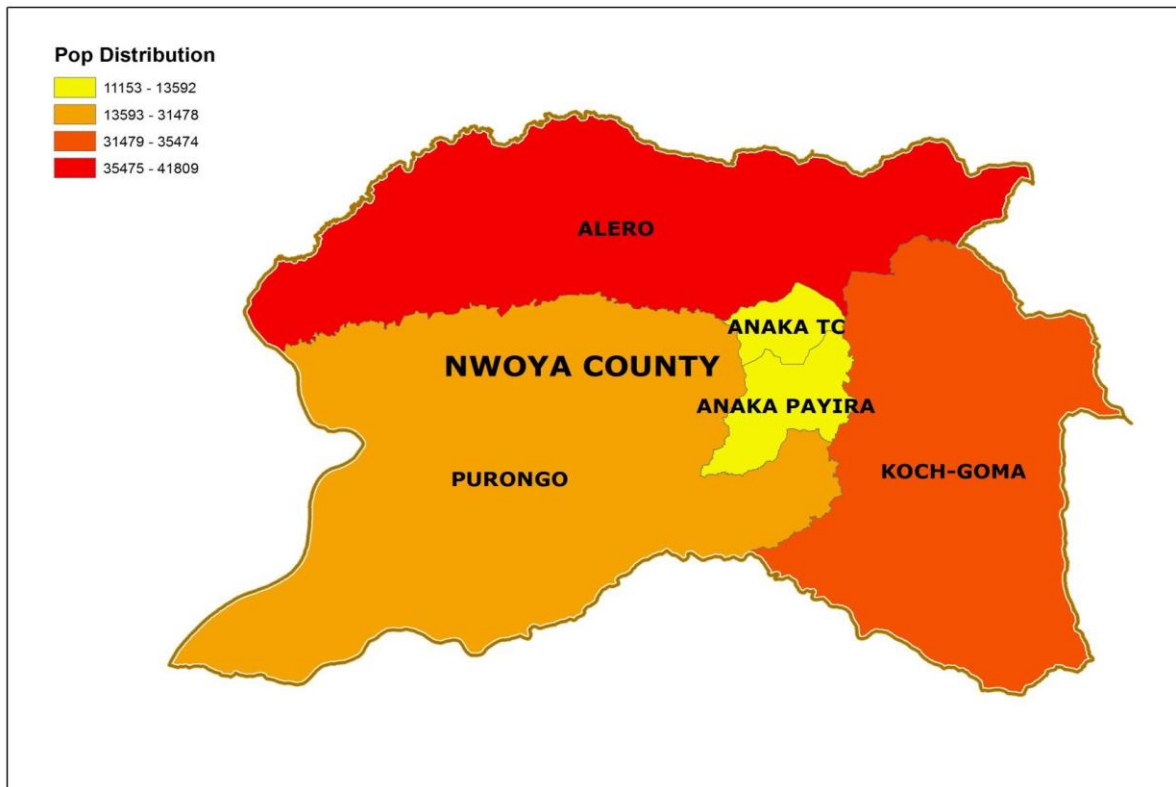 Pop Distribution
11153 - 13592
13593 - 31478
31479 - 35474
35475 - 41809
ALERO
ANAKA TC
NWOYA COUNTY
ANAKA PAYIRA
PURONGO
KOCH-GOMA